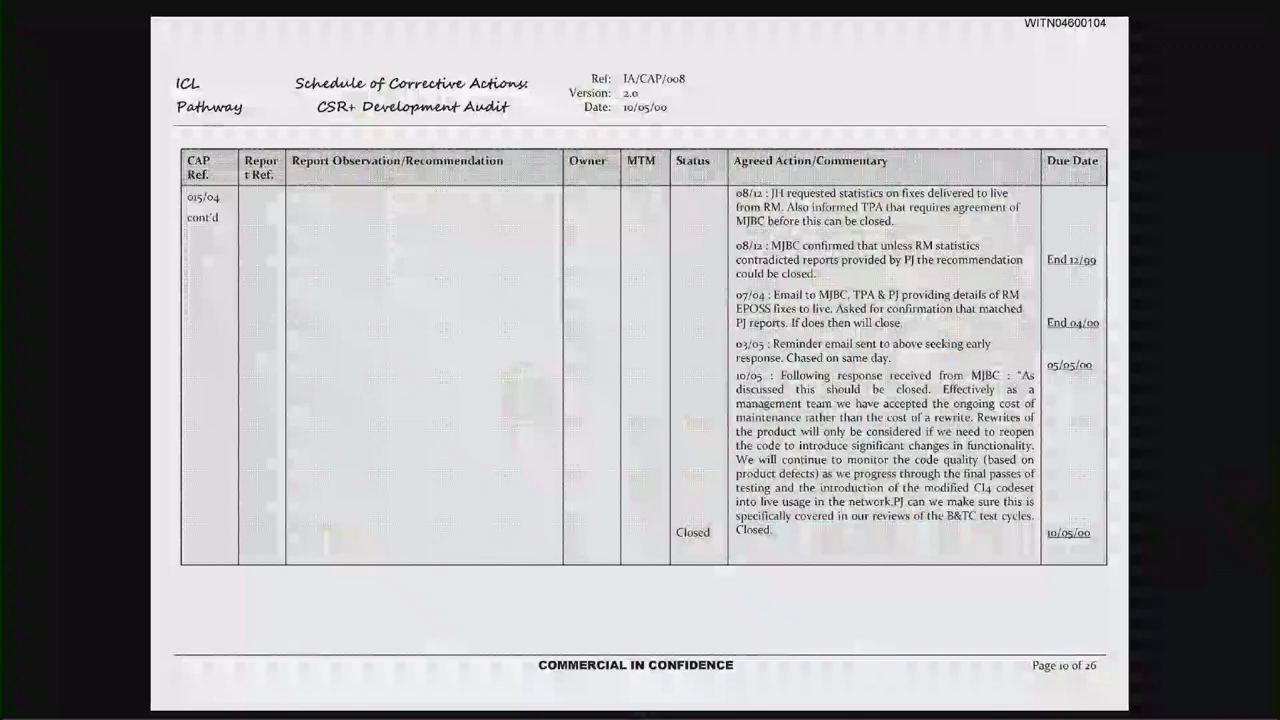 WITN04600104
ICL Schedule of Corrective Actions: Ref: IA/CAP/008
Version: 2.0
Pathway CSR+ Development Audit Date: 10/05/00
CAP Ref. Report Ref. Report Observation/Recommendation Owner MTM Status Agreed Action/Commentary Due Date
015/04
cont'd
08/12 : JH requested statistics on fixes delivered to live
from RM. Also informed TPA that requires agreement of
MJBC before this can be closed.
08/12 : MJBC confirmed that unless RM statistics
contradicted reports provided by PJ the recommendation End 12/99
could be closed.
07/04 : Email to MJBC, TPA & PJ providing details of RM
EPOSS fixes to live. Asked for confirmation that matched
PJ reports. If does then will close. End 04/00
03/05 : Reminder email sent to above seeking early
response. Chased on same day. 05/05/00
10/05 : Following response received from MJBC : "As
discussed this should be closed. Effectively as a
management team we have accepted the ongoing cost of
maintenance rather than the cost of a rewrite. Rewrites of
the product will only be considered if we need to reopen
the code to introduce significant changes in functionality.
We will continue to monitor the code quality (based on
product defects) as we progress through the final passes of
testing and the introduction of the modified CI4 codeset
into live usage in the network.PJ can we make sure this is
specifically covered in our reviews of the B&TC test cycles.
Closed Closed. 10/05/00
COMMERCIAL IN CONFIDENCE Page 10 of 26